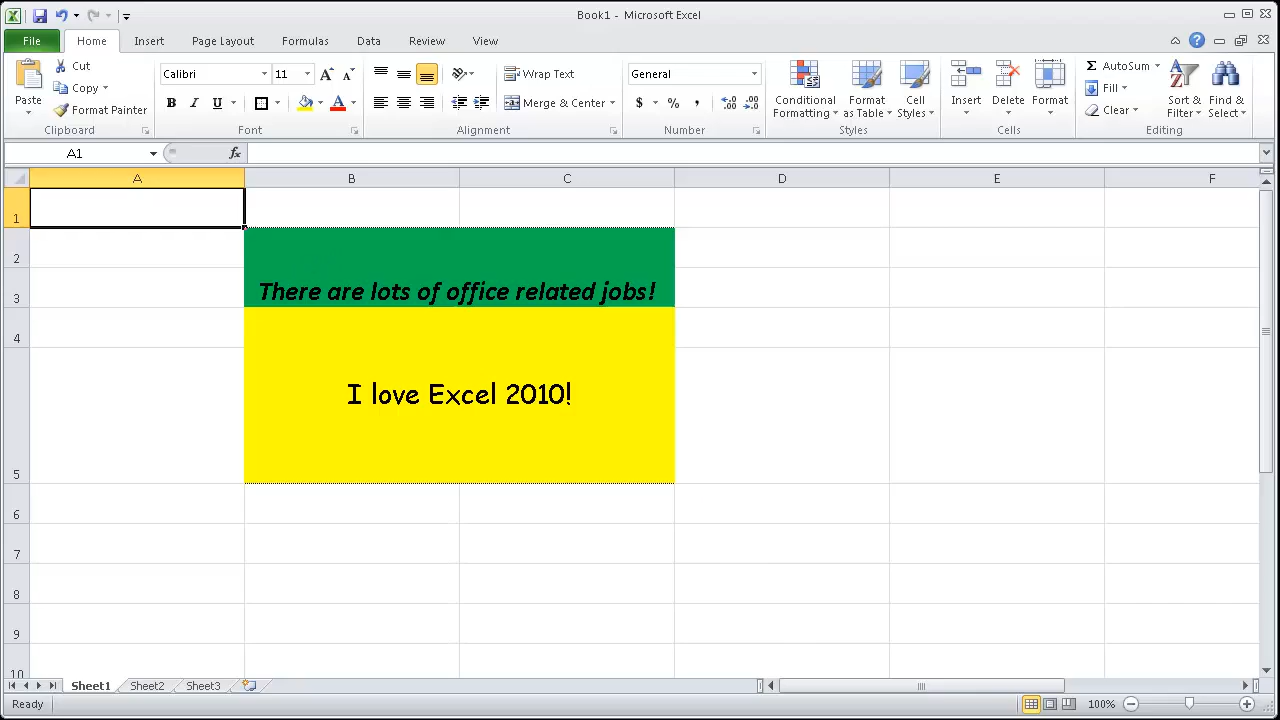 Book1 - Microsoft Excel
File Home Insert Page Layout Formulas Data Review View
Paste
Cut
Copy
Format Painter
Clipboard
Calibri 11
B I U
Font
Wrap Text
Merge & Center
Alignment
General
$ % ,
Number
Conditional Formatting
Format as Table
Cell Styles
Styles
Insert Delete Format
Cells
AutoSum
Fill
Clear
Sort & Filter
Find & Select
Editing
A1 fx
A B C D E F
1
2
3 There are lots of office related jobs!
4
I love Excel 2010!
5
6
7
8
9
10
Sheet1 Sheet2 Sheet3
Ready 100%